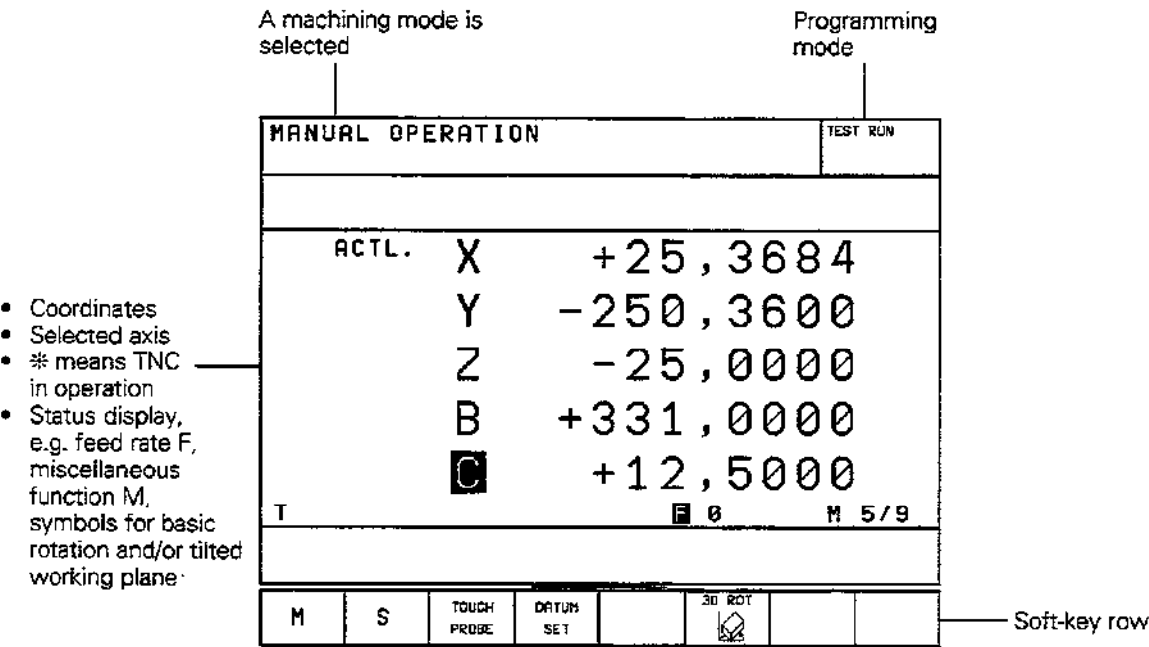 A machining mode is
selected
Programming
mode
MANUAL OPERATION
TEST RUN
ACTL. X +25,3684
Y -250,3600
Z -25,0000
B +331,0000
C +12,5000
T F 0 M 5/9
• Coordinates
• Selected axis
• ✻ means TNC
in operation
• Status display,
e.g. feed rate F,
miscellaneous
function M,
symbols for basic
rotation and/or tilted
working plane
M S TOUCH PROBE DATUM SET 3D ROT
Soft-key row